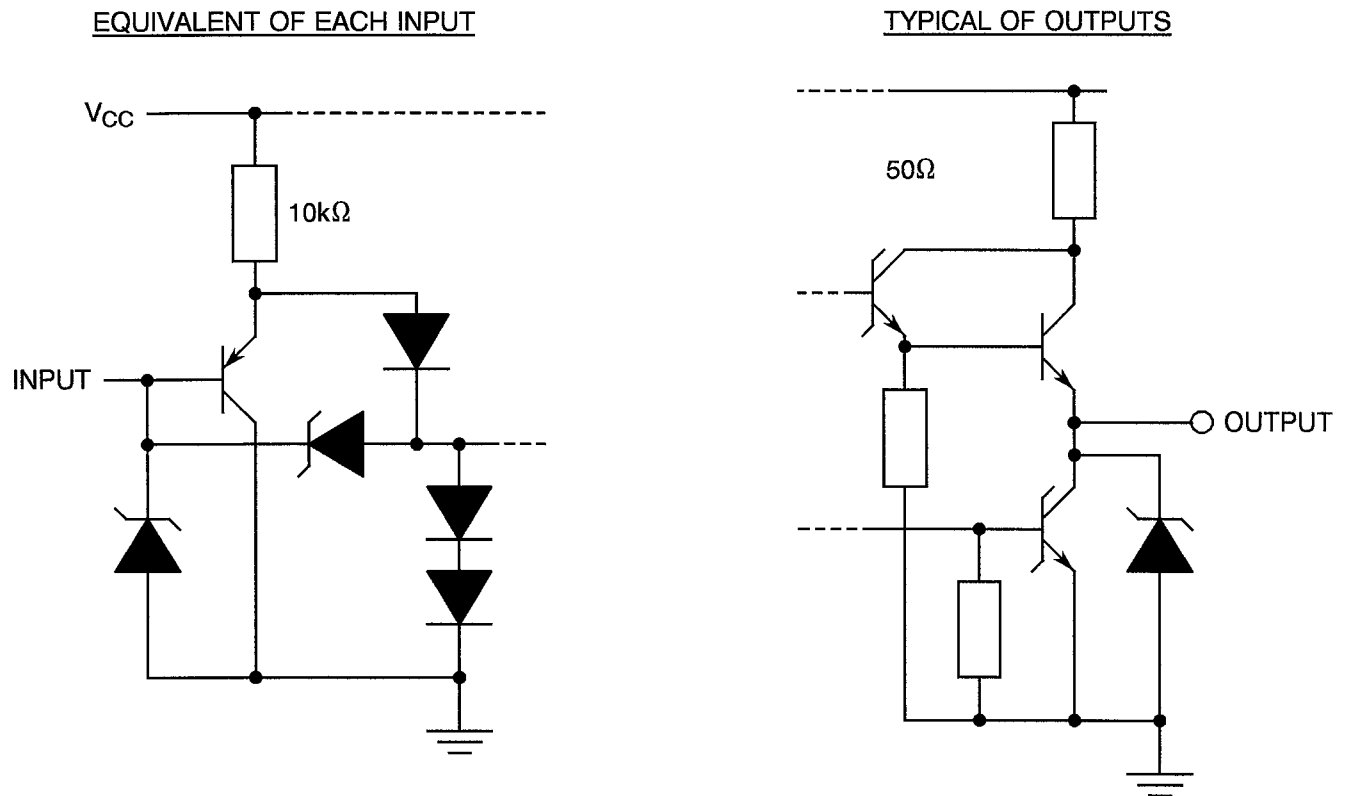 EQUIVALENT OF EACH INPUT
TYPICAL OF OUTPUTS
VCC
10kΩ
50Ω
INPUT
OUTPUT